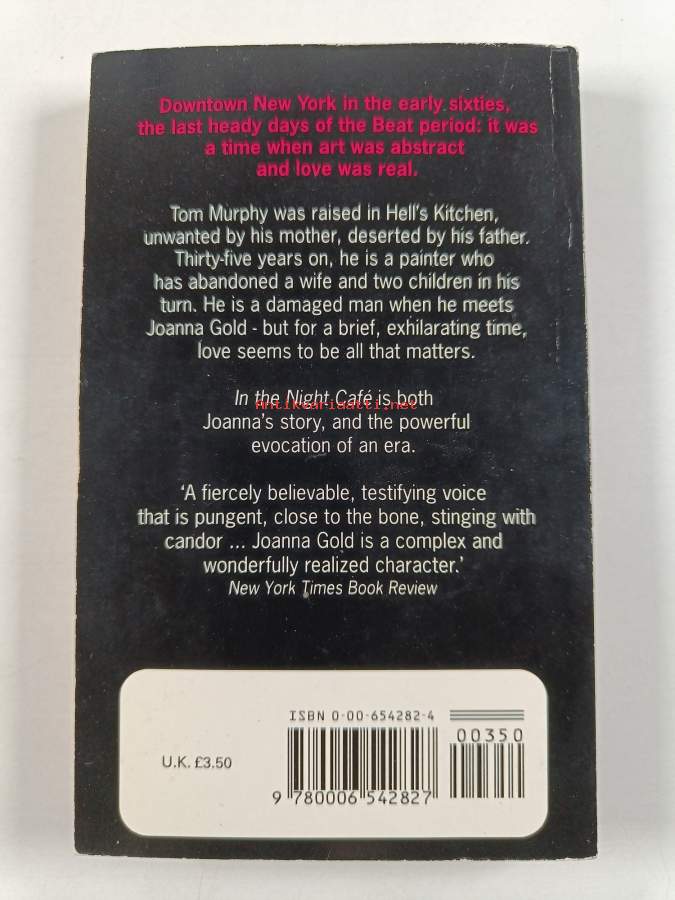 Downtown New York in the early sixties,
the last heady days of the Beat period: it was
a time when art was abstract
and love was real.
Tom Murphy was raised in Hell's Kitchen,
unwanted by his mother, deserted by his father.
Thirty-five years on, he is a painter who
has abandoned a wife and two children in his
turn. He is a damaged man when he meets
Joanna Gold - but for a brief, exhilarating time,
love seems to be all that matters.
In the Night Café is both
Antikvariaatti.net
Joanna's story, and the powerful
evocation of an era.
'A fiercely believable, testifying voice
that is pungent, close to the bone, stinging with
candor ... Joanna Gold is a complex and
wonderfully realized character.'
New York Times Book Review
ISBN 0-00-654282-4
00350
U.K. £3.50
9 780006 542827